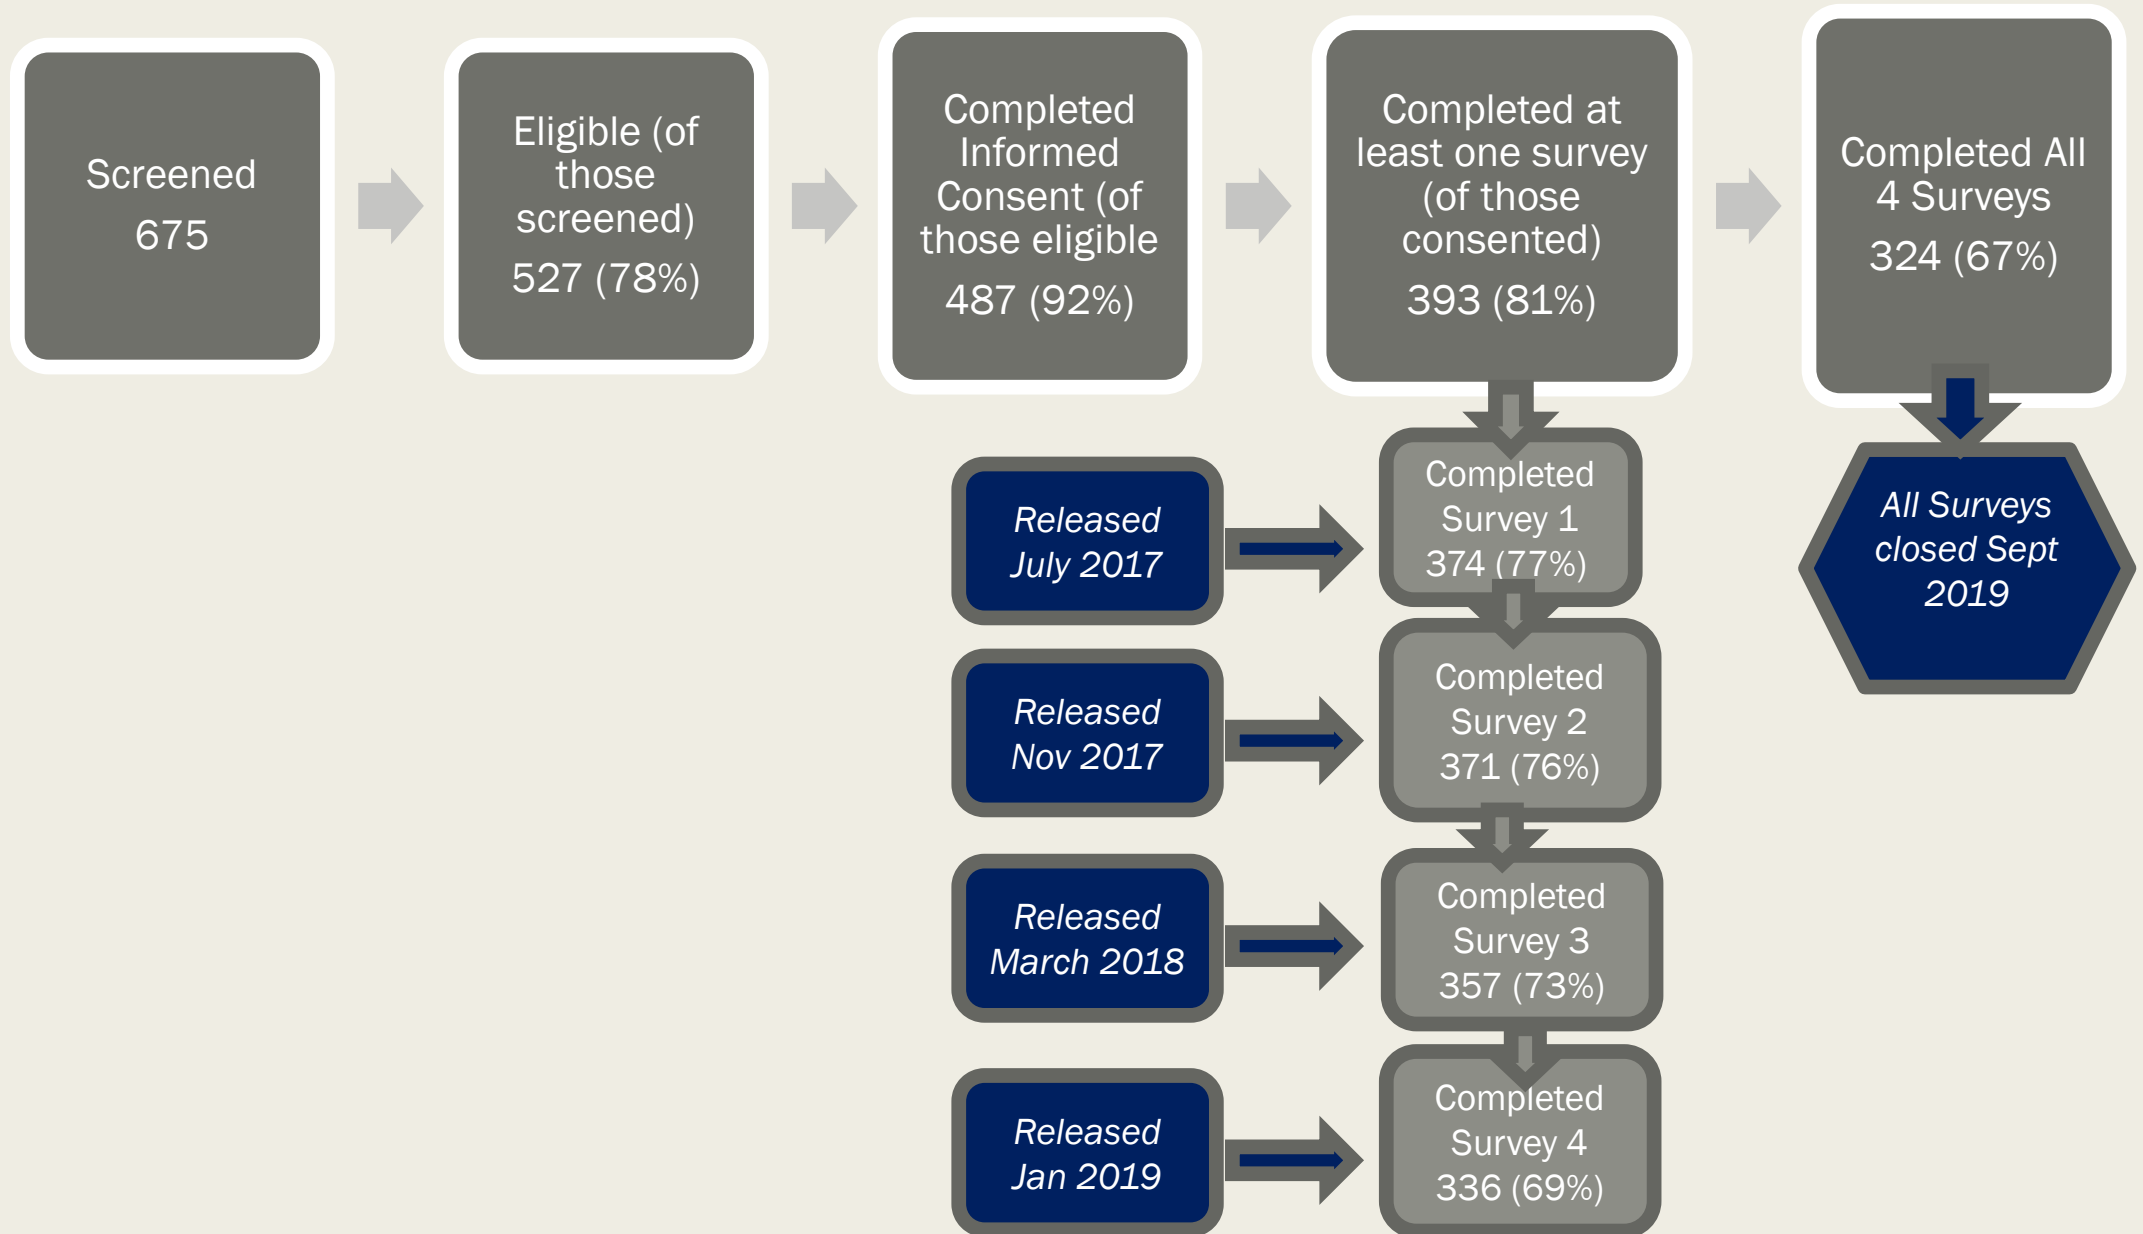 Screened
675
Eligible (of
those
screened)
527 (78%)
Completed
Informed
Consent (of
those eligible
487 (92%)
Completed at
least one survey
(of those
consented)
393 (81%)
Completed All
4 Surveys
324 (67%)
Released
July 2017
Completed
Survey 1
374 (77%)
All Surveys
closed Sept
2019
Released
Nov 2017
Completed
Survey 2
371 (76%)
Released
March 2018
Completed
Survey 3
357 (73%)
Released
Jan 2019
Completed
Survey 4
336 (69%)